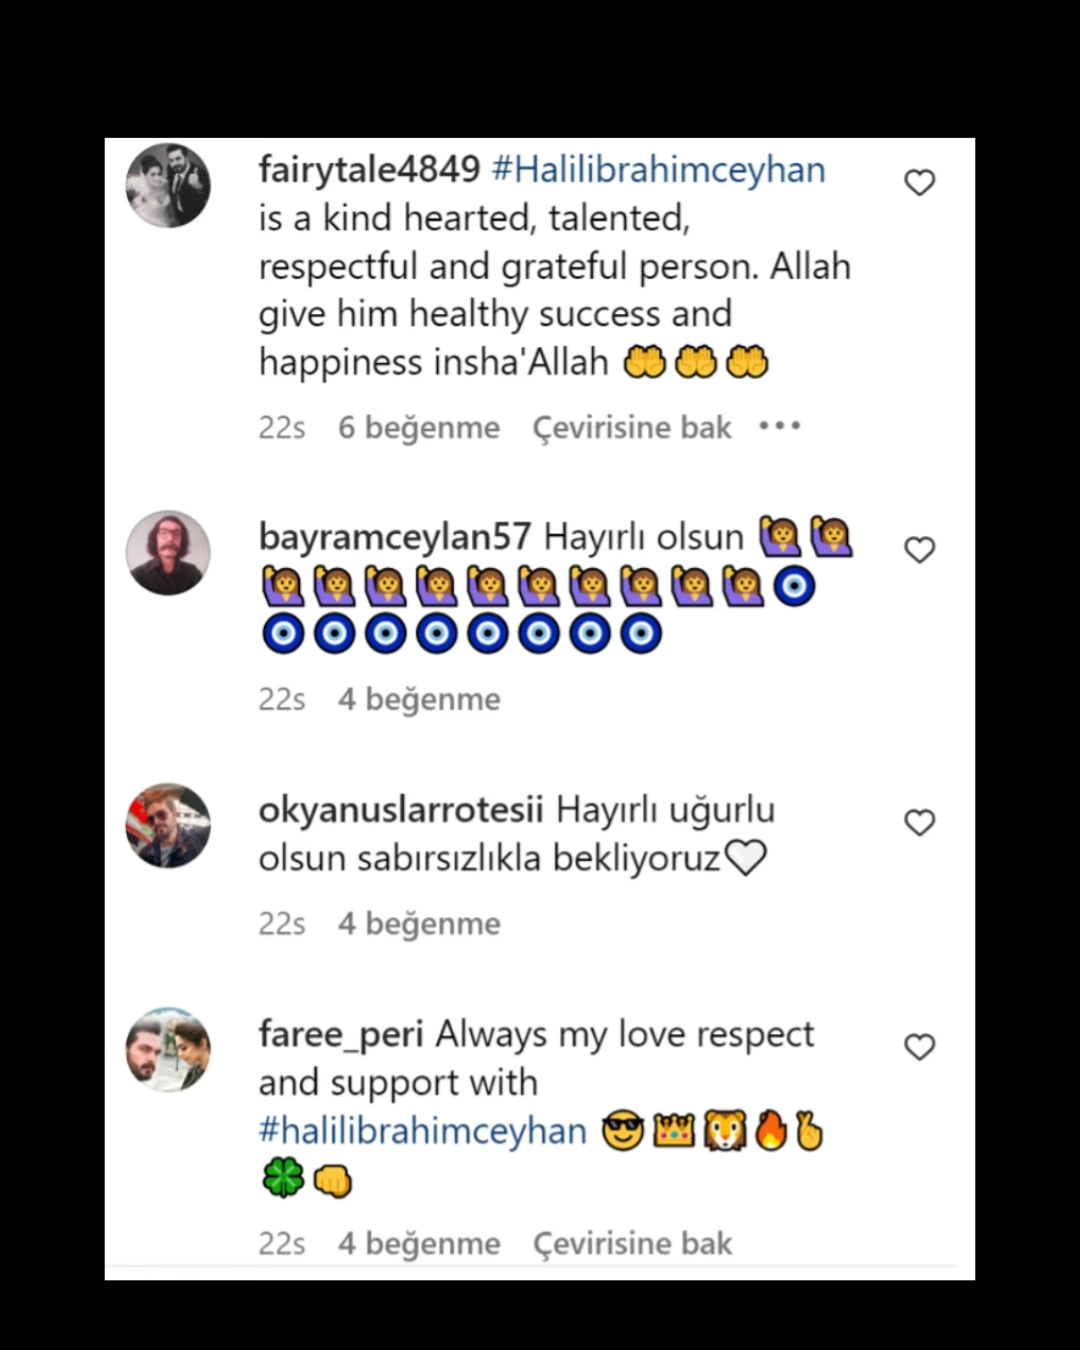 fairytale4849 #Halilibrahimceyhan
is a kind hearted, talented,
respectful and grateful person. Allah
give him healthy success and
happiness insha'Allah 🤲🤲🤲
22s 6 beğenme Çevirisine bak •••
bayramceylan57 Hayırlı olsun 🙋‍♀️🙋‍♀️
🙋‍♀️🙋‍♀️🙋‍♀️🙋‍♀️🙋‍♀️🙋‍♀️🙋‍♀️🙋‍♀️🙋‍♀️🙋‍♀️🧿
🧿🧿🧿🧿🧿🧿🧿🧿
22s 4 beğenme
okyanuslarrotesii Hayırlı uğurlu
olsun sabırsızlıkla bekliyoruz🤍
22s 4 beğenme
faree_peri Always my love respect
and support with
#halilibrahimceyhan 😎👑🦁🔥🫰
🍀👊
22s 4 beğenme Çevirisine bak